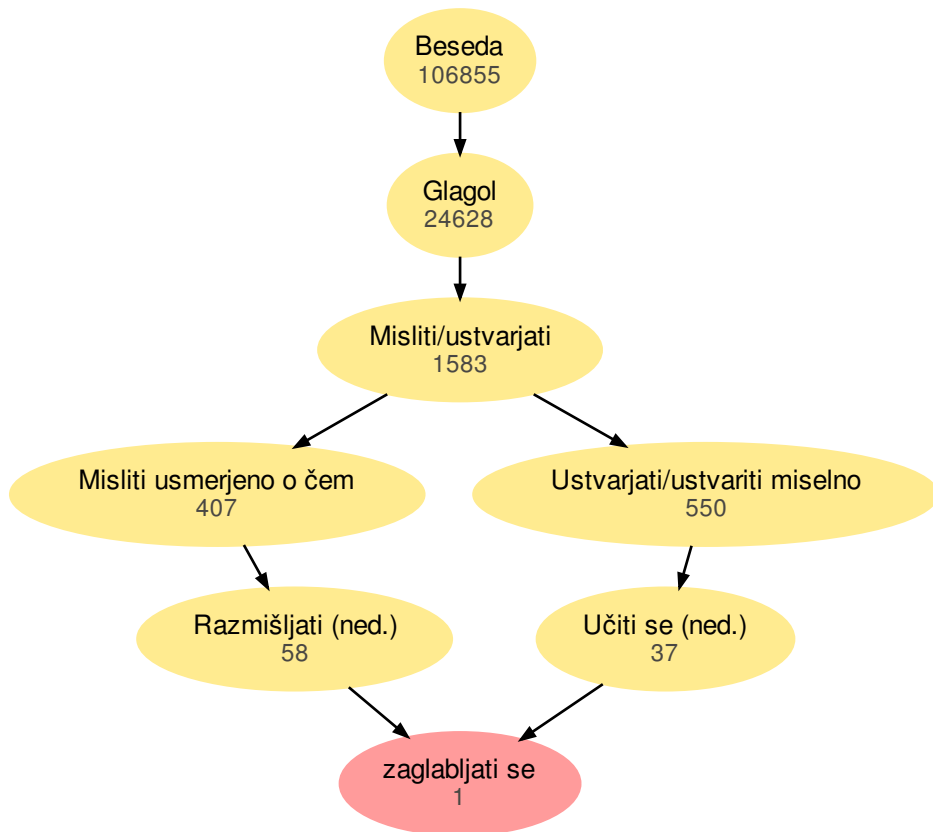 Beseda
106855
Glagol
24628
Misliti/ustvarjati
1583
Misliti usmerjeno o čem
407
Ustvarjati/ustvariti miselno
550
Razmišljati (ned.)
58
Učiti se (ned.)
37
zaglabljati se
1